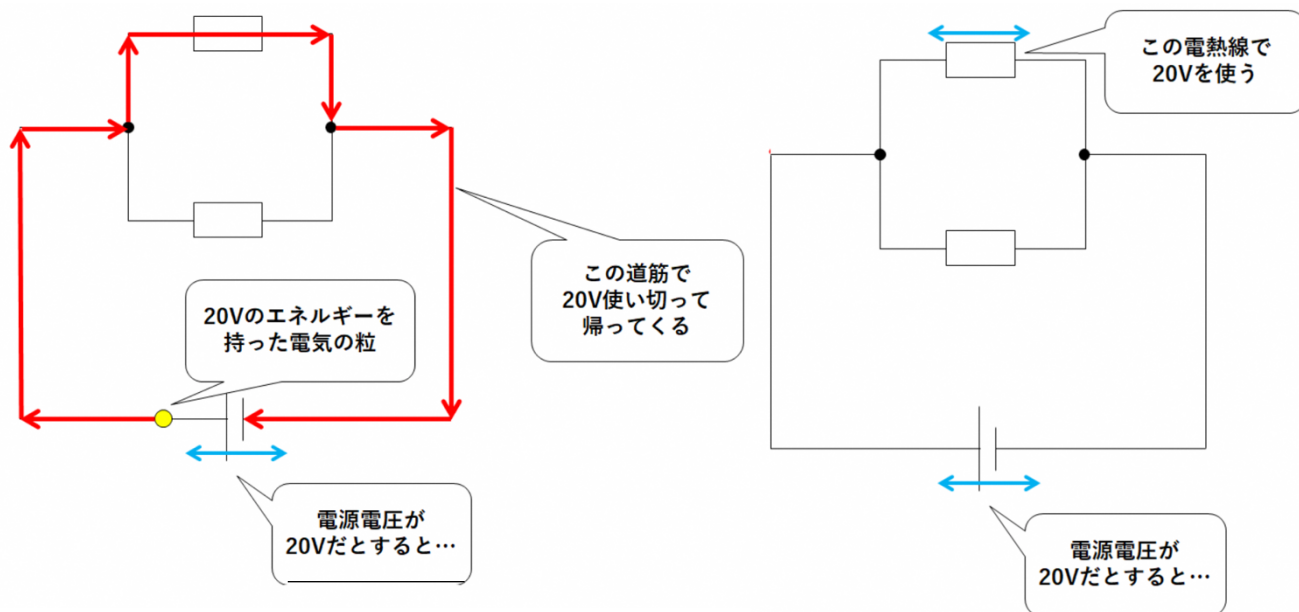 20Vのエネルギーを
持った電気の粒
この道筋で
20V使い切って
帰ってくる
電源電圧が
20Vだとすると…
この電熱線で
20Vを使う
電源電圧が
20Vだとすると…